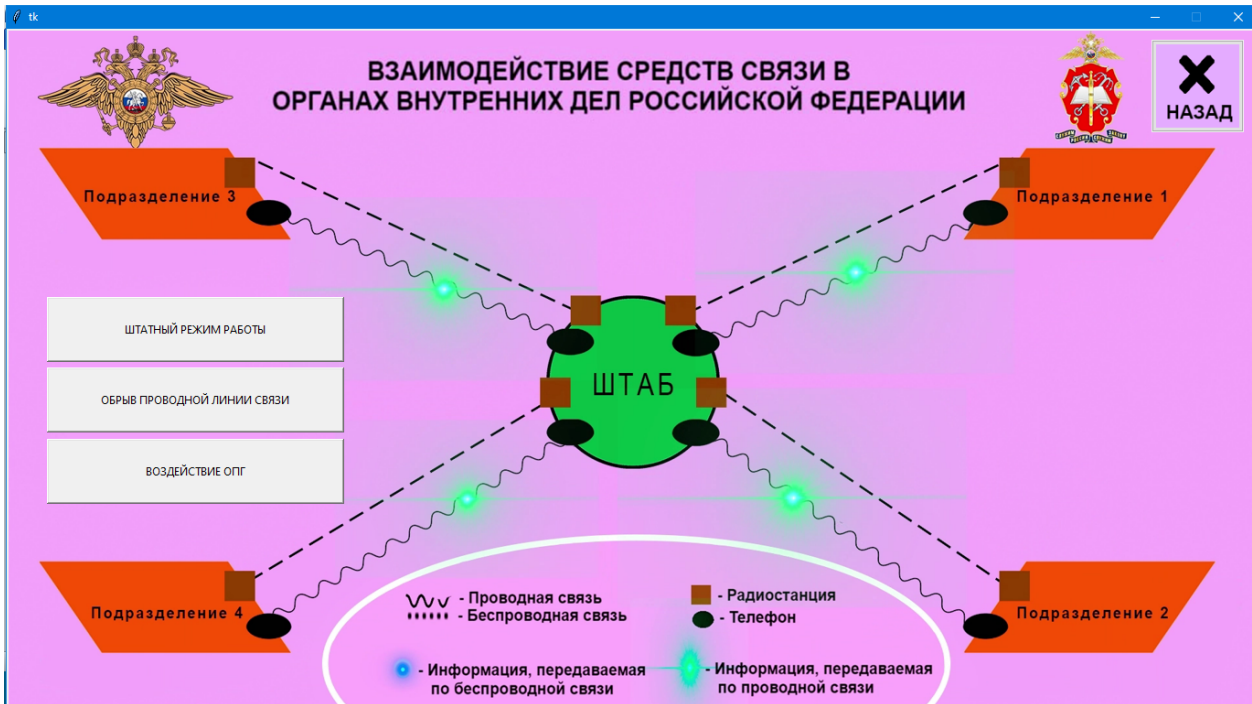 tk
ВЗАИМОДЕЙСТВИЕ СРЕДСТВ СВЯЗИ В
ОРГАНАХ ВНУТРЕННИХ ДЕЛ РОССИЙСКОЙ ФЕДЕРАЦИИ
НАЗАД
Подразделение 3
Подразделение 1
ШТАТНЫЙ РЕЖИМ РАБОТЫ
ОБРЫВ ПРОВОДНОЙ ЛИНИИ СВЯЗИ
ВОЗДЕЙСТВИЕ ОПГ
ШТАБ
Подразделение 4
Подразделение 2
- Проводная связь
- Беспроводная связь
- Радиостанция
- Телефон
- Информация, передаваемая
по беспроводной связи
- Информация, передаваемая
по проводной связи